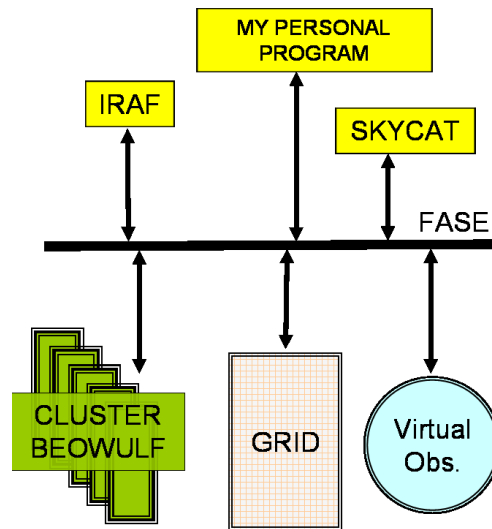 MY PERSONAL
PROGRAM
IRAF
SKYCAT
FASE
CLUSTER
BEOWULF
GRID
Virtual
Obs.